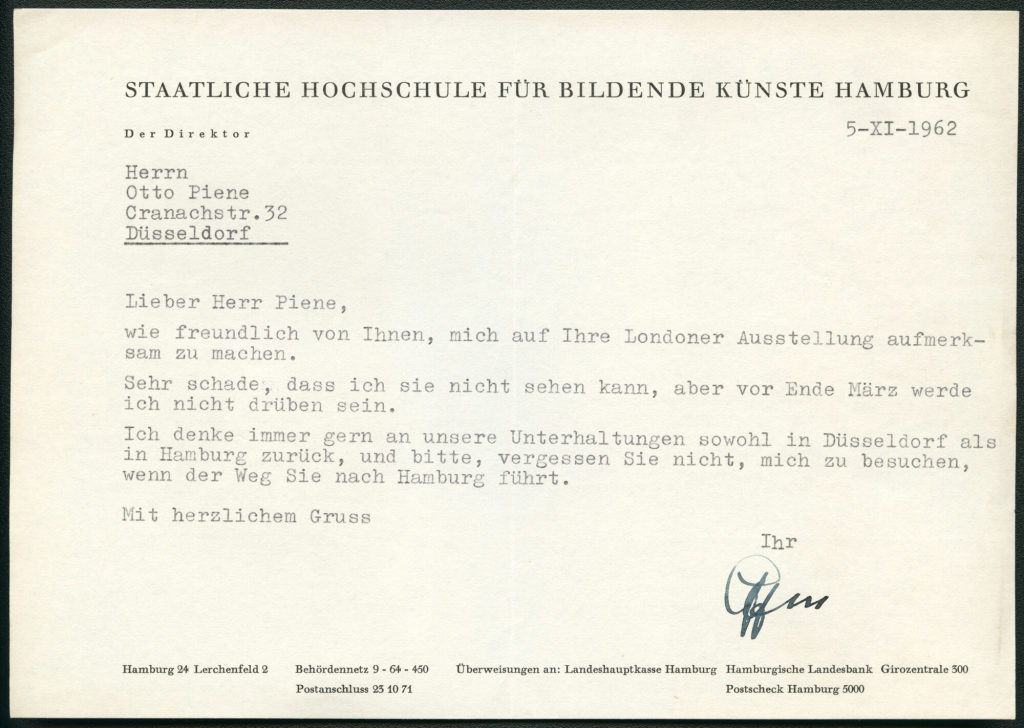 STAATLICHE HOCHSCHULE FÜR BILDENDE KÜNSTE HAMBURG
Der Direktor
5-XI-1962
Herrn
Otto Piene
Cranachstr.32
Düsseldorf
Lieber Herr Piene,
wie freundlich von Ihnen, mich auf Ihre Londoner Ausstellung aufmerk-
sam zu machen.
Sehr schade, dass ich sie nicht sehen kann, aber vor Ende März werde
ich nicht drüben sein.
Ich denke immer gern an unsere Unterhaltungen sowohl in Düsseldorf als
in Hamburg zurück, und bitte, vergessen Sie nicht, mich zu besuchen,
wenn der Weg Sie nach Hamburg führt.
Mit herzlichem Gruss
Ihr
Hamburg 24 Lerchenfeld 2 Behördennetz 9 - 64 - 450 Überweisungen an: Landeshauptkasse Hamburg Hamburgische Landesbank Girozentrale 300
Postanschluss 23 10 71 Postscheck Hamburg 5000